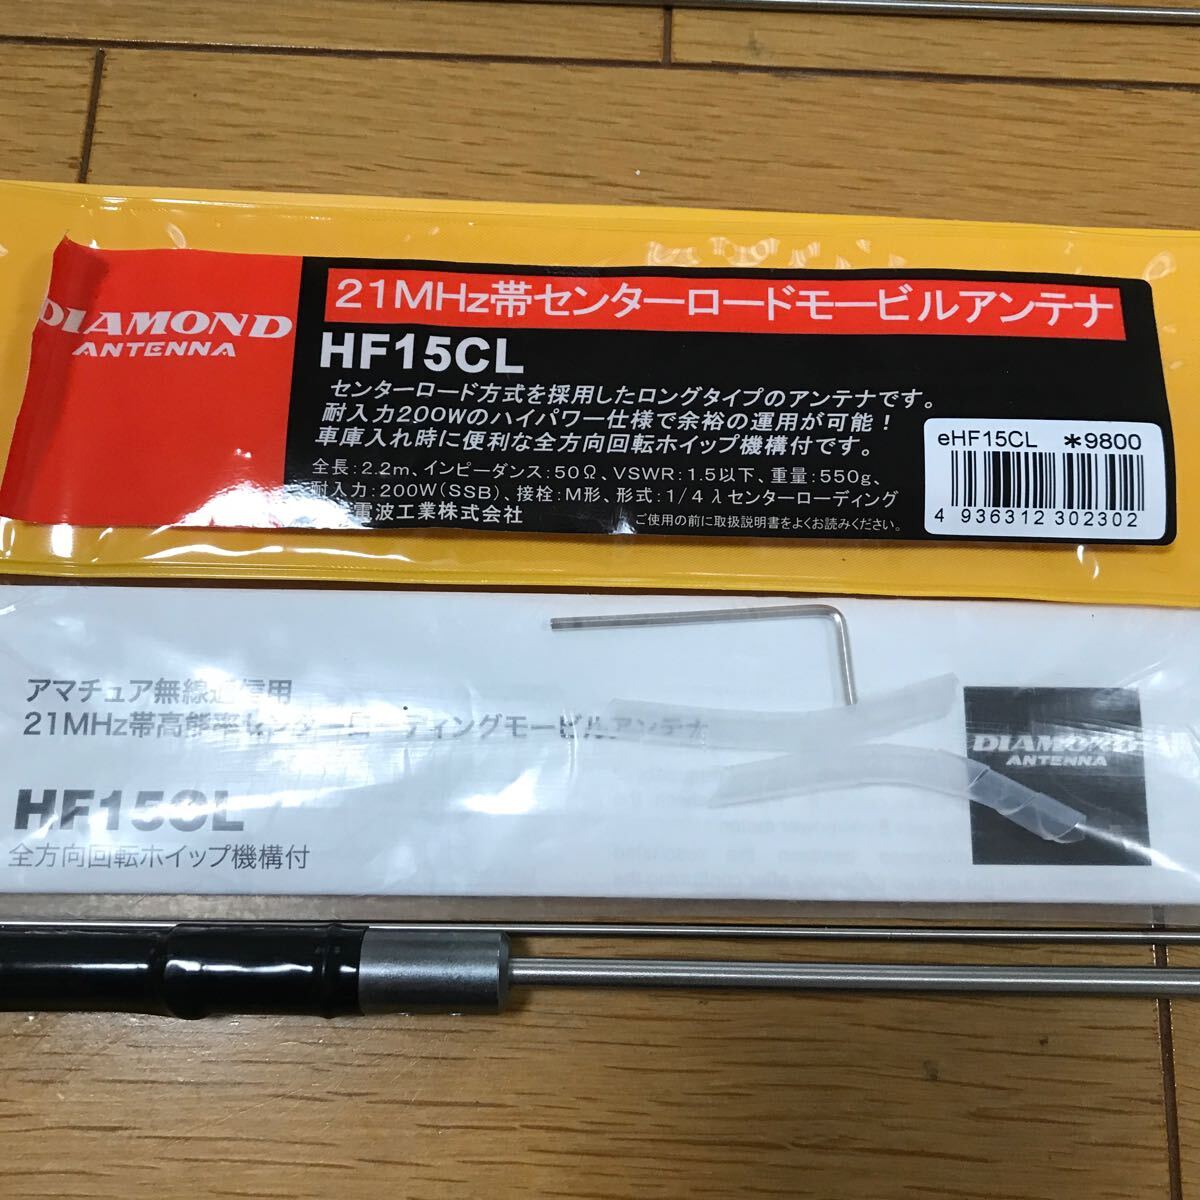 DIAMOND
ANTENNA
21MHz帯センターロードモービルアンテナ
HF15CL
センターロード方式を採用したロングタイプのアンテナです。
耐入力200Wのハイパワー仕様で余裕の運用が可能！
車庫入れ時に便利な全方向回転ホイップ機構付です。
全長：2.2m、インピーダンス：50Ω、VSWR：1.5以下、重量：550g、
耐入力：200W(SSB)、接栓：M形、形式：1/4λセンターローディング
電波工業株式会社
ご使用の前に取扱説明書をよくお読みください。
eHF15CL *9800
4 936312 302302
アマチュア無線通信用
21MHz帯高能率センターローディングモービルアンテナ
HF15CL
全方向回転ホイップ機構付
DIAMOND
ANTENNA